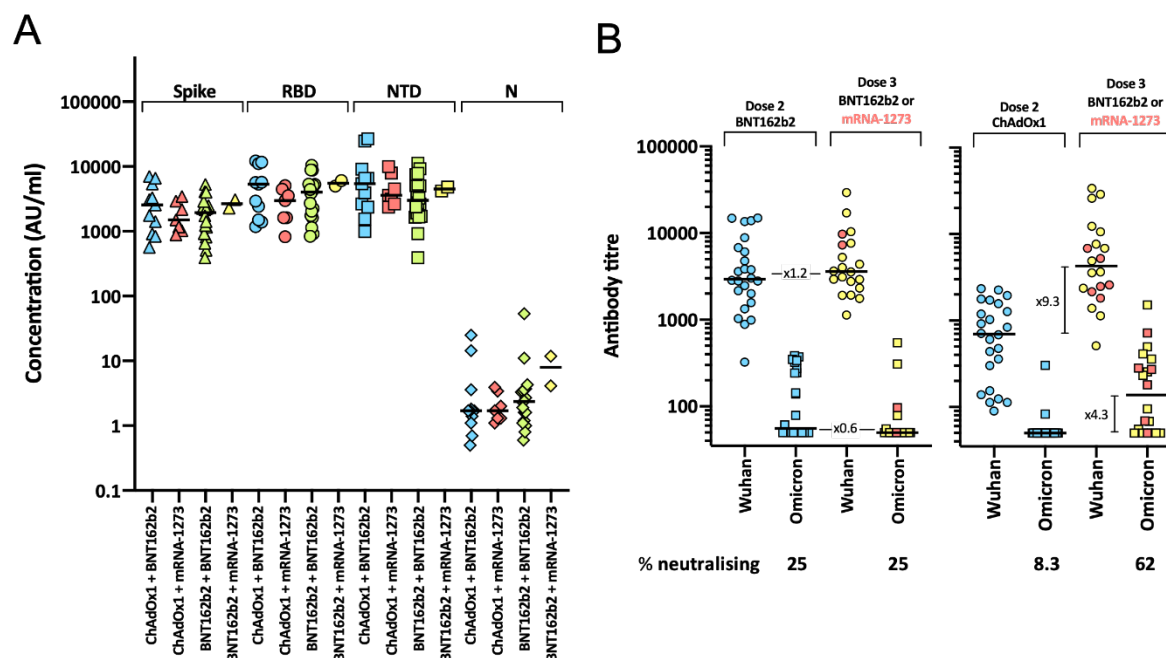 A
Spike RBD NTD N
100000
10000
1000
100
10
1
0.1
Concentration (AU/ml)
ChAdOx1 + BNT162b2
ChAdOx1 + mRNA-1273
BNT162b2 + BNT162b2
BNT162b2 + mRNA-1273
ChAdOx1 + BNT162b2
ChAdOx1 + mRNA-1273
BNT162b2 + BNT162b2
BNT162b2 + mRNA-1273
ChAdOx1 + BNT162b2
ChAdOx1 + mRNA-1273
BNT162b2 + BNT162b2
BNT162b2 + mRNA-1273
ChAdOx1 + BNT162b2
ChAdOx1 + mRNA-1273
BNT162b2 + BNT162b2
BNT162b2 + mRNA-1273
B
Dose 2
BNT162b2
Dose 3
BNT162b2 or
mRNA-1273
Dose 2
ChAdOx1
Dose 3
BNT162b2 or
mRNA-1273
100000
10000
1000
100
Antibody titre
x1.2
x0.6
x9.3
x4.3
Wuhan
Omicron
Wuhan
Omicron
Wuhan
Omicron
Wuhan
Omicron
% neutralising 25 25 8.3 62